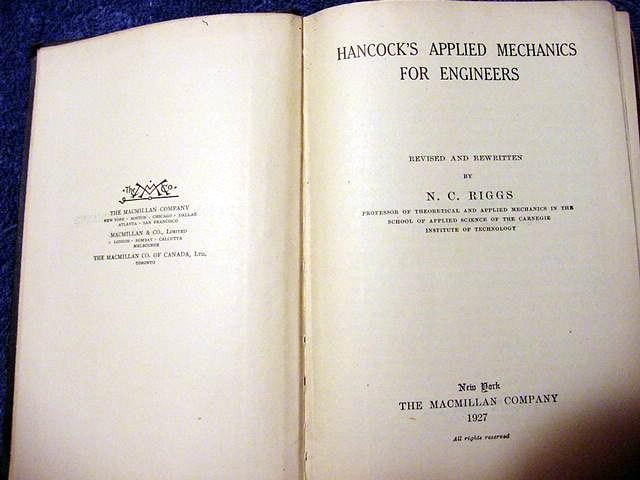 The MM Co.
THE MACMILLAN COMPANY
NEW YORK · BOSTON · CHICAGO · DALLAS
ATLANTA · SAN FRANCISCO
MACMILLAN & CO., LIMITED
LONDON · BOMBAY · CALCUTTA
MELBOURNE
THE MACMILLAN CO. OF CANADA, LTD.
TORONTO
HANCOCK'S APPLIED MECHANICS
FOR ENGINEERS
REVISED AND REWRITTEN
BY
N. C. RIGGS
PROFESSOR OF THEORETICAL AND APPLIED MECHANICS IN THE
SCHOOL OF APPLIED SCIENCE OF THE CARNEGIE
INSTITUTE OF TECHNOLOGY
New York
THE MACMILLAN COMPANY
1927
All rights reserved